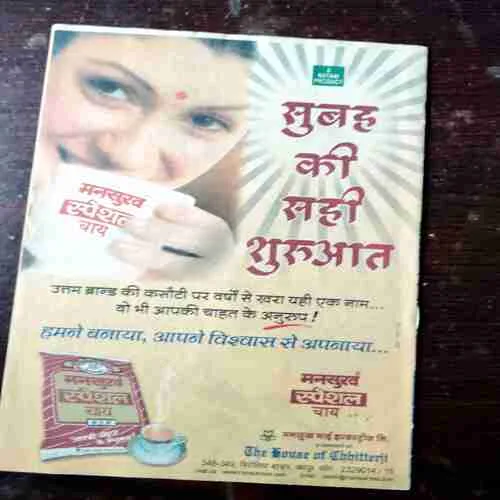 सुबह
की
सही
शुरुआत
मनसुखं
स्पेशल
चाय
उत्तम ब्रान्ड की कसौटी पर वर्षों से खरा यही एक नाम...
वो भी आपकी चाहत के अनुरुप !
हमने बनाया, आपने विश्वास से अपनाया...
मनसुखं
स्पेशल
चाय
मनसुखं
स्पेशल
चाय
The House of Chhitterji